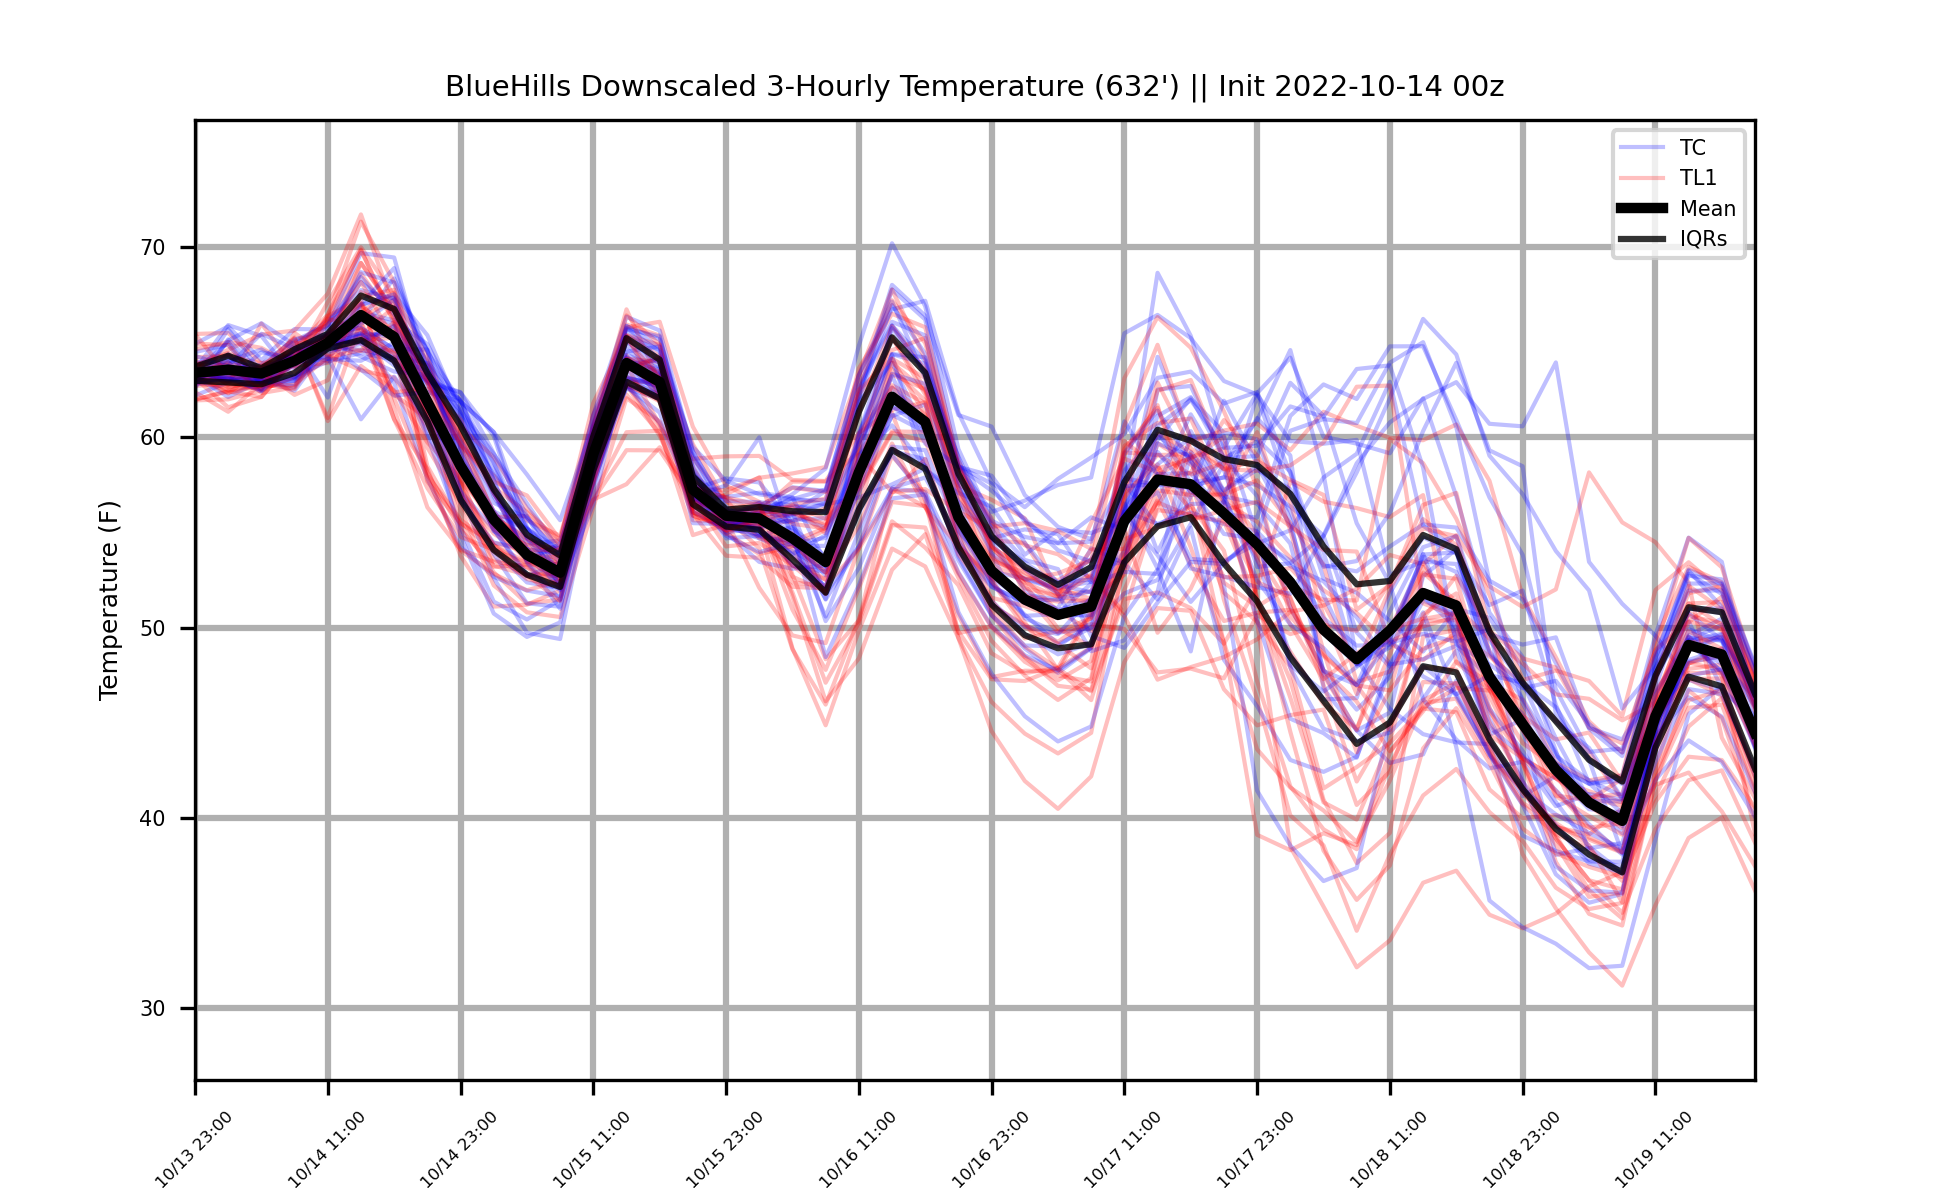 BlueHills Downscaled 3-Hourly Temperature (632') || Init 2022-10-14 00z
TC
TL1
Mean
IQRs
Temperature (F)
70
60
50
40
30
10/13 23:00
10/14 11:00
10/14 23:00
10/15 11:00
10/15 23:00
10/16 11:00
10/16 23:00
10/17 11:00
10/17 23:00
10/18 11:00
10/18 23:00
10/19 11:00